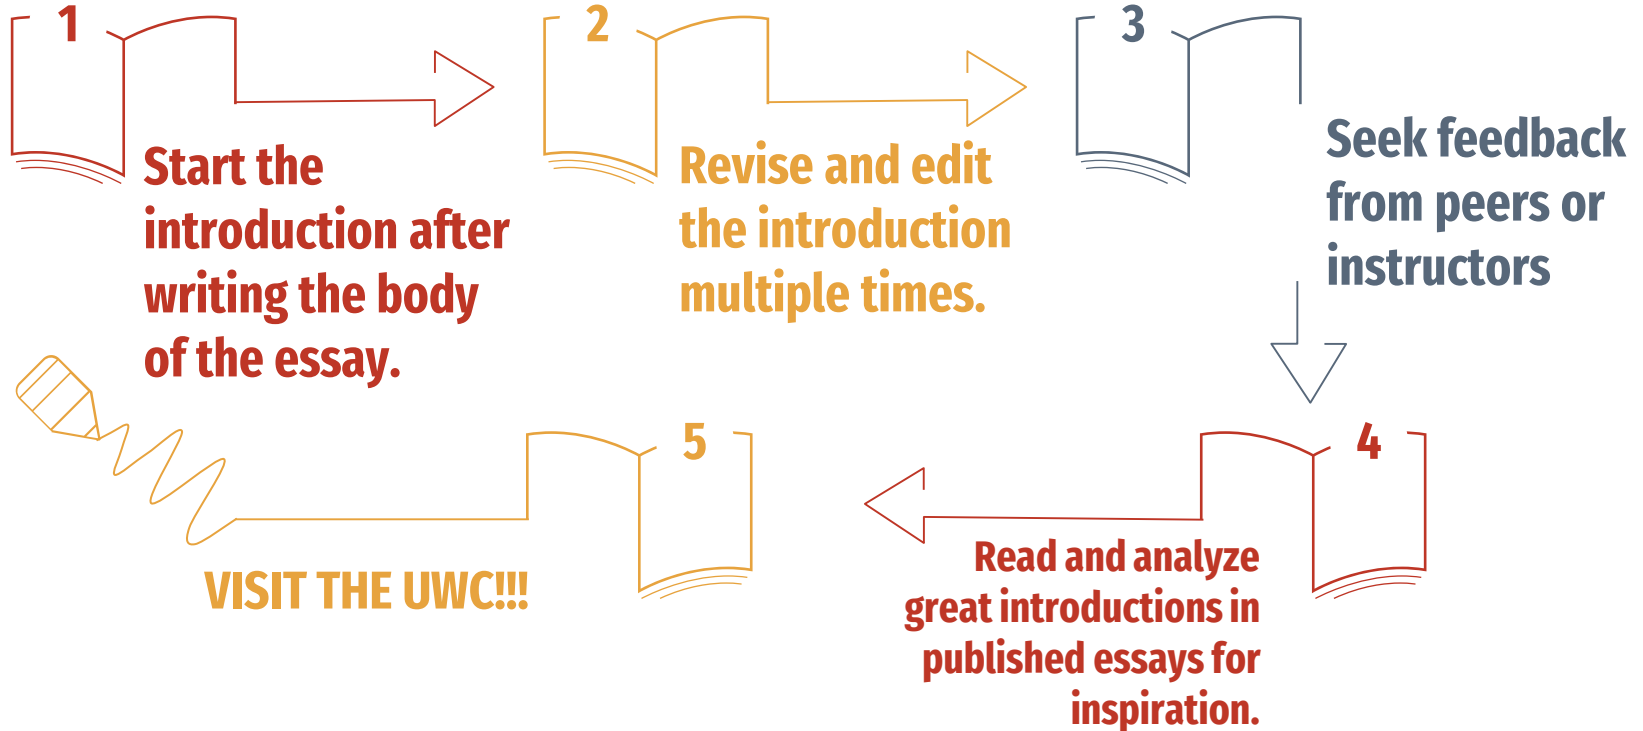 1
Start the
introduction after
writing the body
of the essay.
2
Revise and edit
the introduction
multiple times.
3
Seek feedback
from peers or
instructors
4
Read and analyze
great introductions in
published essays for
inspiration.
5
VISIT THE UWC!!!